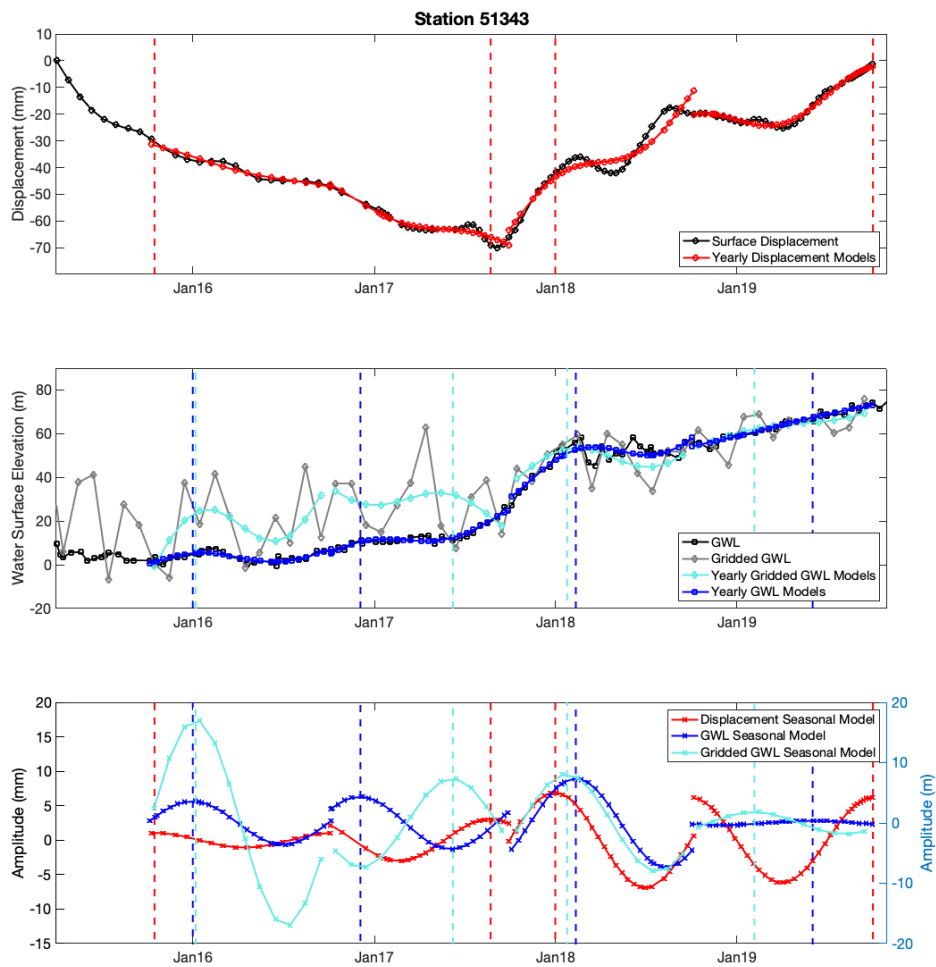 Station 51343
10
0
-10
-20
-30
-40
-50
-60
-70
Displacement (mm)
Surface Displacement
Yearly Displacement Models
Jan16 Jan17 Jan18 Jan19
80
60
40
20
0
-20
Water Surface Elevation (m)
GWL
Gridded GWL
Yearly Gridded GWL Models
Yearly GWL Models
Jan16 Jan17 Jan18 Jan19
20
15
10
5
0
-5
-10
-15
Amplitude (mm)
Displacement Seasonal Model
GWL Seasonal Model
Gridded GWL Seasonal Model
20
10
0
-10
-20
Amplitude (m)
Jan16 Jan17 Jan18 Jan19